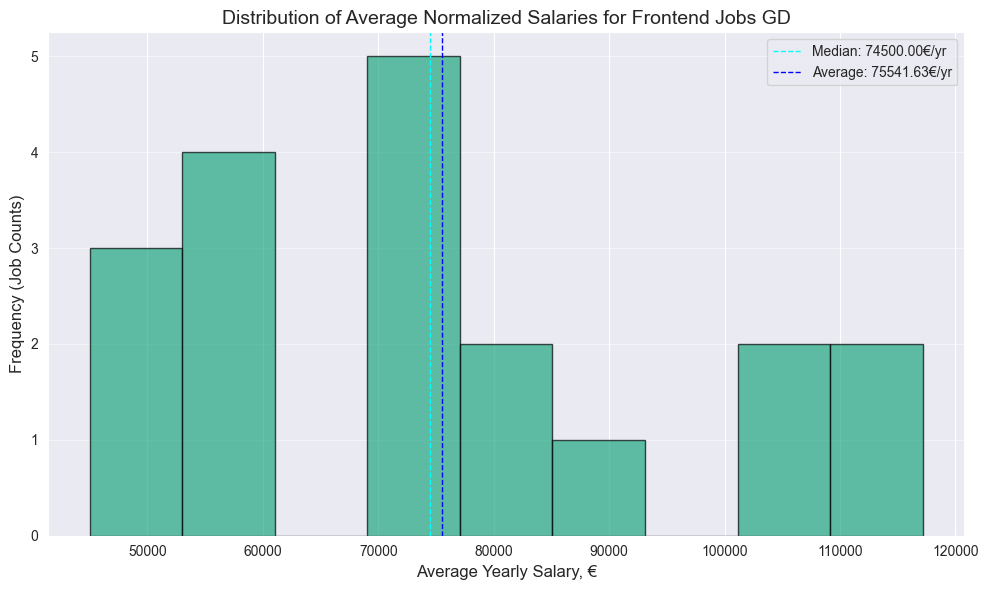 Distribution of Average Normalized Salaries for Frontend Jobs GD
Median: 74500.00€/yr
Average: 75541.63€/yr
Frequency (Job Counts)
5
4
3
2
1
0
50000
60000
70000
80000
90000
100000
110000
120000
Average Yearly Salary, €